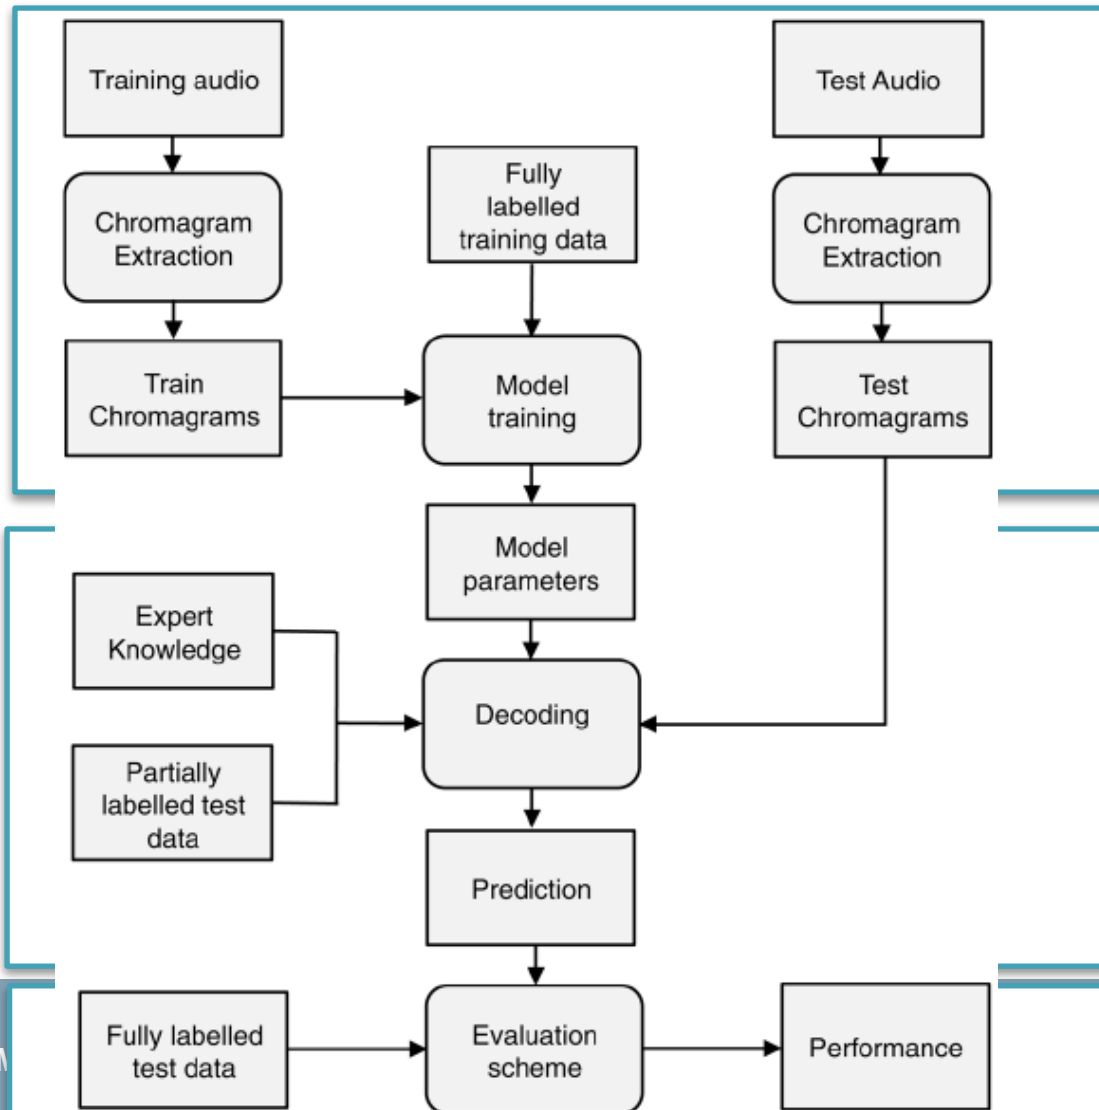 Training audio
Test Audio
Fully
labelled
training data
Chromagram
Extraction
Chromagram
Extraction
Train
Chromagrams
Model
training
Test
Chromagrams
Model
parameters
Expert
Knowledge
Decoding
Partially
labelled test
data
Prediction
Fully labelled
test data
Evaluation
scheme
Performance